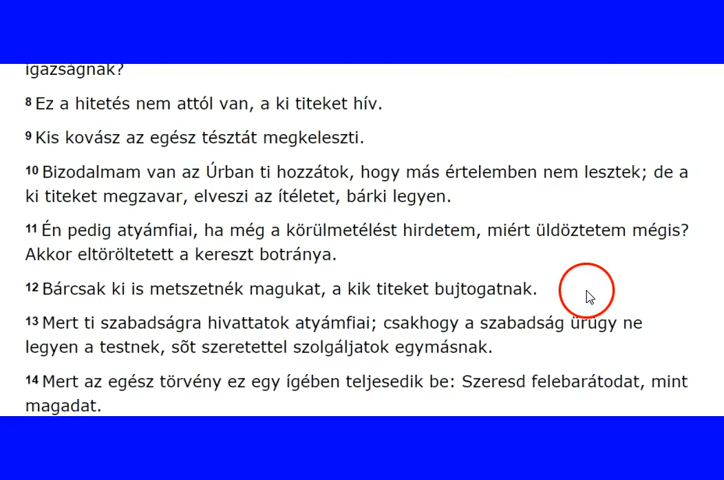 igazságnak?
8 Ez a hitetés nem attól van, a ki titeket hív.
9 Kis kovász az egész tésztát megkeleszti.
10 Bizodalmam van az Úrban ti hozzátok, hogy más értelemben nem lesztek; de a
ki titeket megzavar, elveszi az ítéletet, bárki legyen.
11 Én pedig atyámfiai, ha még a körülmetélést hirdetem, miért üldöztetem mégis?
Akkor eltöröltetett a kereszt botránya.
12 Bárcsak ki is metszetnék magukat, a kik titeket bujtogatnak.
13 Mert ti szabadságra hivattatok atyámfiai; csakhogy a szabadság ürügy ne
legyen a testnek, sõt szeretettel szolgáljatok egymásnak.
14 Mert az egész törvény ez egy ígében teljesedik be: Szeresd felebarátodat, mint
magadat.